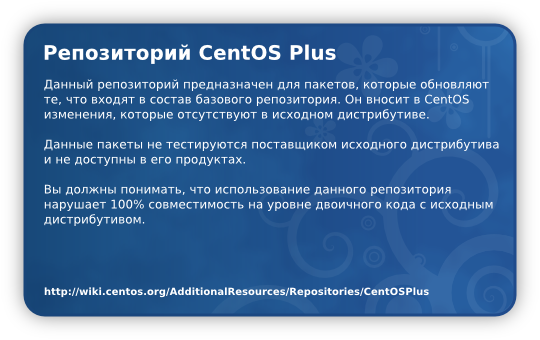 Репозиторий CentOS Plus
Данный репозиторий предназначен для пакетов, которые обновляют
те, что входят в состав базового репозитория. Он вносит в CentOS
изменения, которые отсутствуют в исходном дистрибутиве.
Данные пакеты не тестируются поставщиком исходного дистрибутива
и не доступны в его продуктах.
Вы должны понимать, что использование данного репозитория
нарушает 100% совместимость на уровне двоичного кода с исходным
дистрибутивом.
http://wiki.centos.org/AdditionalResources/Repositories/CentOSPlus